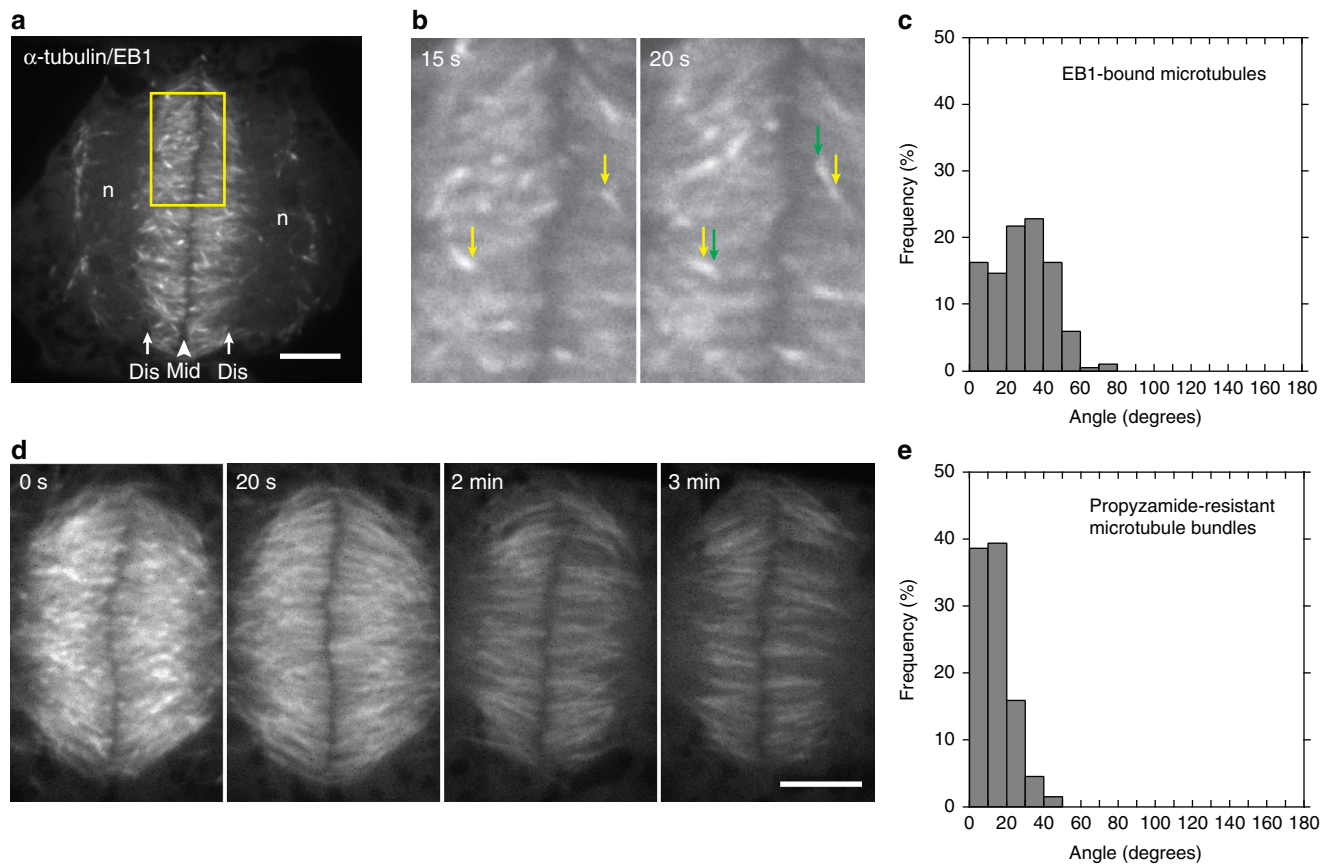 a
α-tubulin/EB1
n
n
Dis Mid Dis
b
15 s
20 s
c
50
40
30
20
10
0
Frequency (%)
EB1-bound microtubules
0 20 40 60 80 100 120 140 160 180
Angle (degrees)
d
0 s
20 s
2 min
3 min
e
50
40
30
20
10
0
Frequency (%)
Propyzamide-resistant
microtubule bundles
0 20 40 60 80 100 120 140 160 180
Angle (degrees)